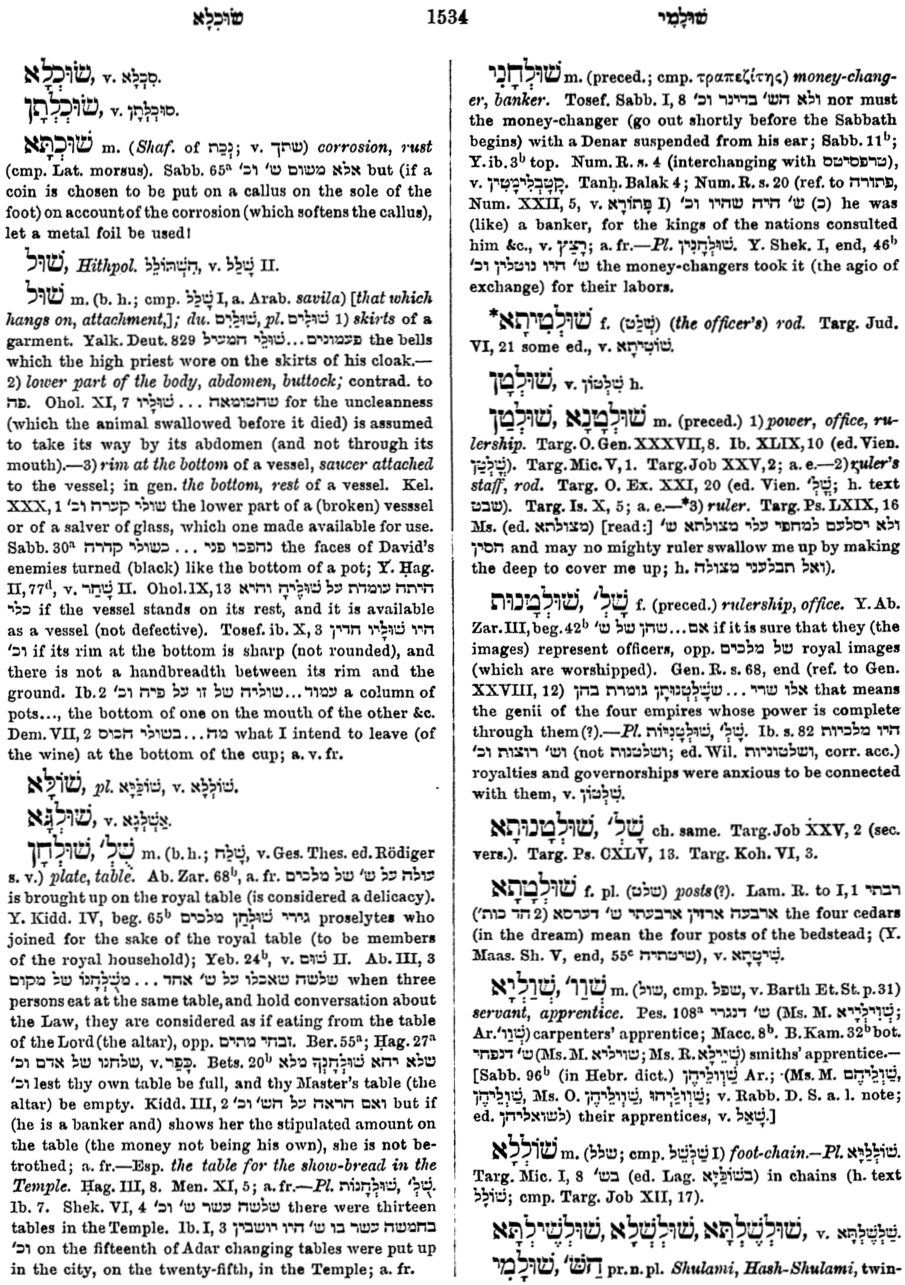 שׂוּכְלָא
1534
שׁוּלָמִי
שׂוּכְלָא, v. סִכְלָא.
שׂוּכְלְתָן, v. סוּכְלְתָן.
שׁוּכְתָּא m. (Shaf. of נָכַת; v. שתך) corrosion, rust
(cmp. Lat. morsus). Sabb. 65ᵃ אלא משום ש׳ וכ׳ but (if a
coin is chosen to be put on a callus on the sole of the
foot) on account of the corrosion (which softens the callus),
let a metal foil be used!
שׁוּל, Hithpol. הִשְׁתּוֹלֵל, v. שָׁלַל II.
שׁוּל m. (b. h.; cmp. שָׁלַל I, a. Arab. savila) [that which
hangs on, attachment,]; du. שׁוּלַיִם, pl. שׁוּלִים 1) skirts of a
garment. Yalk. Deut. 829 פעמונים...שׁוּלֵי המעיל the bells
which the high priest wore on the skirts of his cloak.—
2) lower part of the body, abdomen, buttock; contrad. to
פה. Ohol. XI, 7 שהטומאה ... שׁוּלָיו for the uncleanness
(which the animal swallowed before it died) is assumed
to take its way by its abdomen (and not through its
mouth).—3) rim at the bottom of a vessel, saucer attached
to the vessel; in gen. the bottom, rest of a vessel. Kel.
XXX, 1 שולי קערה וכ׳ the lower part of a (broken) vesssel
or of a salver of glass, which one made available for use.
Sabb. 30ᵃ נהפכו פני ... כשולי קדרה the faces of David's
enemies turned (black) like the bottom of a pot; Y. Ḥag.
II, 77ᵈ, v. שָׁחַר II. Ohol. IX, 13 היתה עומדת על שׁוּלֶיהָ והיא
כלי if the vessel stands on its rest, and it is available
as a vessel (not defective). Tosef. ib. X, 3 היו שׁוּלָיו חדין
וכ׳ if its rim at the bottom is sharp (not rounded), and
there is not a handbreadth between its rim and the
ground. Ib. 2 עמוד...שוליה של זו על פיה וכ׳ a column of
pots..., the bottom of one on the mouth of the other &c.
Dem. VII, 2 מה...בשולי הכוס what I intend to leave (of
the wine) at the bottom of the cup; a. v. fr.
שׁוֹלָא, pl. שׁוֹלַיָּא, v. שׁוֹלְלָא.
שׁוּלְגָּא, v. אַשְׁלְגָא.
שׁוּלְחָן, שֻׁלְ׳ m. (b. h.; שָׁלַח, v. Ges. Thes. ed. Rödiger
s. v.) plate, table. Ab. Zar. 68ᵇ, a. fr. עולה על ש׳ של מלכים
is brought up on the royal table (is considered a delicacy).
Y. Kidd. IV, beg. 65ᵇ גירי שׁוּלְחָן מלכים proselytes who
joined for the sake of the royal table (to be members
of the royal household); Yeb. 24ᵇ, v. שׁוּם II. Ab. III, 3
שלשה שאכלו על ש׳ אחד ... מִשֻּׁלְחָנוֹ של מקום when three
persons eat at the same table, and hold conversation about
the Law, they are considered as if eating from the table
of the Lord (the altar), opp. זבחי מתים. Ber. 55ᵃ; Ḥag. 27ᵃ
שלחנו של אדם וכ׳, v. כָּפַר. Bets. 20ᵇ שלא יהא שׁוּלְחָנְךָ מלא
וכ׳ lest thy own table be full, and thy Master's table (the
altar) be empty. Kidd. III, 2 ואם הראה על הש׳ וכ׳ but if
(he is a banker and) shows her the stipulated amount on
the table (the money not being his own), she is not be-
trothed; a. fr.—Esp. the table for the show-bread in the
Temple. Ḥag. III, 8. Men. XI, 5; a. fr.—Pl. שׁוּלְחָנוֹת, שֻׁלְ׳.
Ib. 7. Shek. VI, 4 שלשה עשר ש׳ וכ׳ there were thirteen
tables in the Temple. Ib. I, 3 בחמשה עשר בו ש׳ היו יושבין
וכ׳ on the fifteenth of Adar changing tables were put up
in the city, on the twenty-fifth, in the Temple; a. fr.
שׁוּלְחָנִי m. (preced.; cmp. τραπεζίτης) money-chang-
er, banker. Tosef. Sabb. I, 8 ולא הש׳ בדינר וכ׳ nor must
the money-changer (go out shortly before the Sabbath
begins) with a Denar suspended from his ear; Sabb. 11ᵇ;
Y. ib. 3ᵇ top. Num. R. s. 4 (interchanging with טרפסיטס),
v. קַטַבְלִימְטִין. Tanḥ. Balak 4; Num. R. s. 20 (ref. to פתורה,
Num. XXII, 5, v. פָּתוֹרָא I) (כ) ש׳ היה שהיו וכ׳ he was
(like) a banker, for the kings of the nations consulted
him &c., v. רָצַץ; a. fr.—Pl. שׁוּלְחָנִין. Y. Shek. I, end, 46ᵇ
ש׳ היו נוטלין וכ׳ the money-changers took it (the agio of
exchange) for their labors.
*שׁוּלְטִיתָא f. (שָׁלַט) (the officer's) rod. Targ. Jud.
VI, 21 some ed., v. שׁוֹטִיתָא.
שׁוּלְטָן, v. שִׁלְטוֹן h.
שׁוּלְטָן, שׁוּלְטָנָא m. (preced.) 1) power, office, ru-
lership. Targ. O. Gen. XXXVII, 8. Ib. XLIX, 10 (ed. Vien.
שֻׁלְטָן). Targ. Mic. V, 1. Targ. Job XXV, 2; a. e.—2) ruler's
staff, rod. Targ. O. Ex. XXI, 20 (ed. Vien. שֻׁלְ׳; h. text
שבט). Targ. Is. X, 5; a. e.—*3) ruler. Targ. Ps. LXIX, 16
Ms. (ed. מצולתא) [read:] ולא יסלעם למחפי עלי מצולתא ש׳
חסין and may no mighty ruler swallow me up by making
the deep to cover me up; h. ואל תבלעני מצולה).
שׁוּלְטָנוּת, שָׁלְ׳ f. (preced.) rulership, office. Y. Ab.
Zar. III, beg. 42ᵇ אם...שהן של ש׳ if it is sure that they (the
images) represent officers, opp. של מלכים royal images
(which are worshipped). Gen. R. s. 68, end (ref. to Gen.
XXVIII, 12) אלו שרי ... שֶׁשָּׁלְטָנוּתָן גומרת בהן that means
the genii of the four empires whose power is complete
through them (?).—Pl. שׁוּלְטָנִיּוֹת, שָׁלְ׳. Ib. s. 82 היו מלכיות
וש׳ רוצות וכ׳ (not ושלטנות; ed. Wil. ושלטוניות, corr. acc.)
royalties and governorships were anxious to be connected
with them, v. שִׁלְטוֹן.
שׁוּלְטָנוּתָא, שָׁלְ׳ ch. same. Targ. Job XXV, 2 (sec.
vers.). Targ. Ps. CXLV, 13. Targ. Koh. VI, 3.
שׁוּלְטָתָא f. pl. (שלט) posts (?). Lam. R. to I, 1 רבתי
(חד כות׳ 2) ארבעה ארזין ארבעתי ש׳ דערסא the four cedars
(in the dream) mean the four posts of the bedstead; (Y.
Maas. Sh. V, end, 55ᶜ שיטתיה), v. שִׁיטְתָא.
שׁוּלְיָא, שְׁוַו׳ m. (שול, cmp. שפל, v. Barth Et. St. p. 31)
servant, apprentice. Pes. 108ᵃ ש׳ דנגרי (Ms. M. שְׁוִילְיָיא;
Ar. שְׁוַו׳) carpenters' apprentice; Macc. 8ᵇ. B. Kam. 32ᵇ bot.
ש׳ דנפחי (Ms. M. שוילייא; Ms. R. שְׁיֵילָא) smiths' apprentice.—
[Sabb. 96ᵇ (in Hebr. dict.) שְׁוַולֵיהֶן Ar.; (Ms. M. שְׁוַלֵיהֶם,
שְׁוַלֵיהֶן, Ms. O. שְׁוִולֵיהֶן, שְׁוַולֵיהוּ; v. Rabb. D. S. a. l. note;
ed. לשואליהן) their apprentices, v. שָׁאַל.]
שׁוֹלְלָא m. (שלל; cmp. שַׁלְשֵׁל I) foot-chain.—Pl. שׁוֹלְלַיָּא.
Targ. Mic. I, 8 בש׳ (ed. Lag. בְּשׁוֹלַיָּא) in chains (h. text
שׁוֹלָל; cmp. Targ. Job XII, 17).
שׁוּלְשֶׁלְתָּא, שׁוּלְשְׁלָא, שׁוּלְשֵׁילְתָּא, v. שַׁלְשֶׁלְתָּא.
שׁוּלָמִי, הַשּׁ׳ pr. n. pl. Shulami, Hash-Shulami, twin-